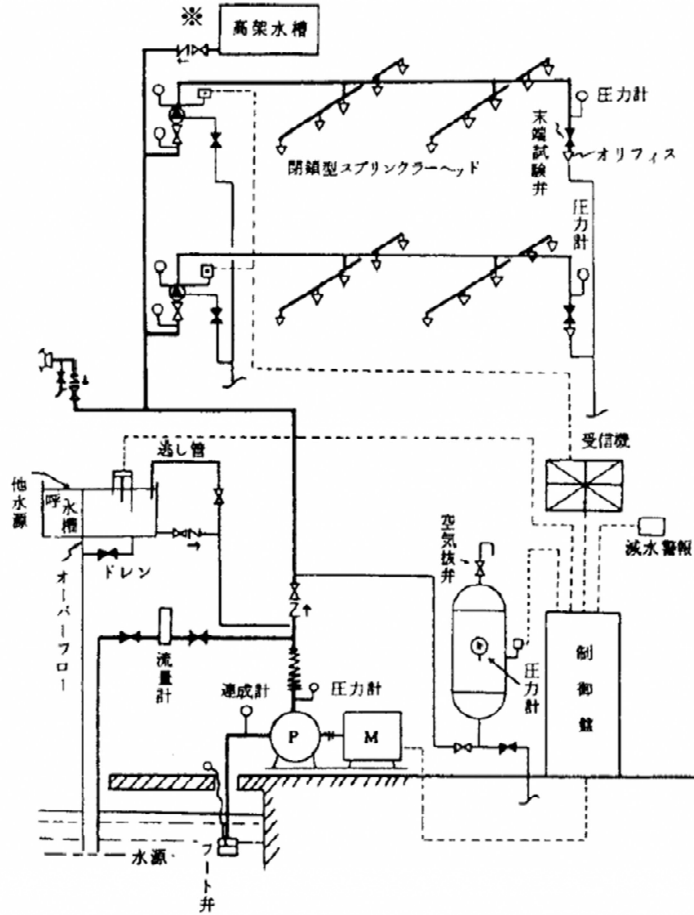 ※
高架水槽
圧力計
末端試験弁
オリフィス
閉鎖型スプリンクラーヘッド
圧力計
受信機
逃し管
他水源
呼水槽
減水警報
空気抜弁
ドレン
オーバーフロー
流量計
連成計
圧力計
圧力計
制御盤
P
M
水源
フート弁